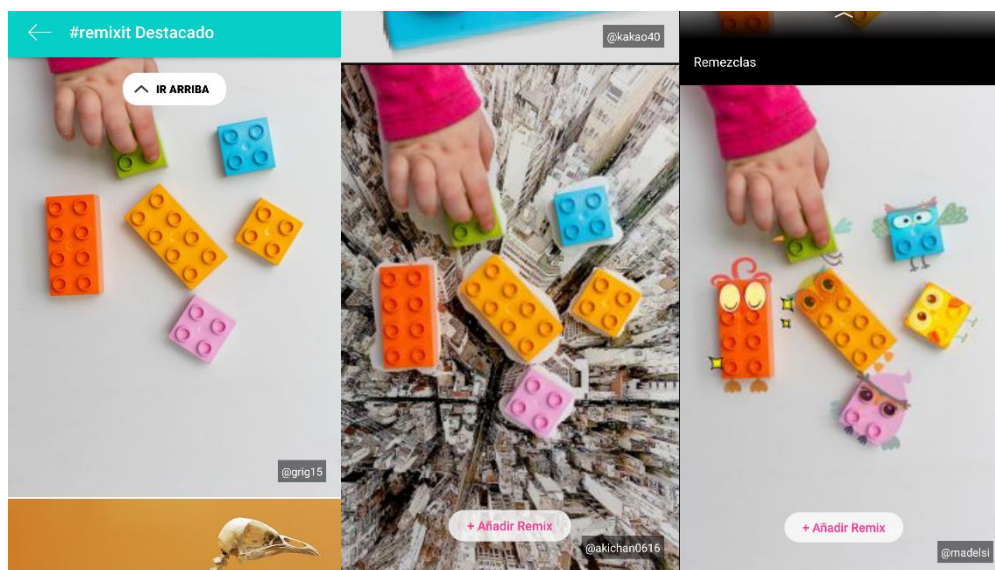 #remixit Destacado
IR ARRIBA
@grig15
@kakao40
+ Añadir Remix
@akichan0616
Remezclas
+ Añadir Remix
@madelsi